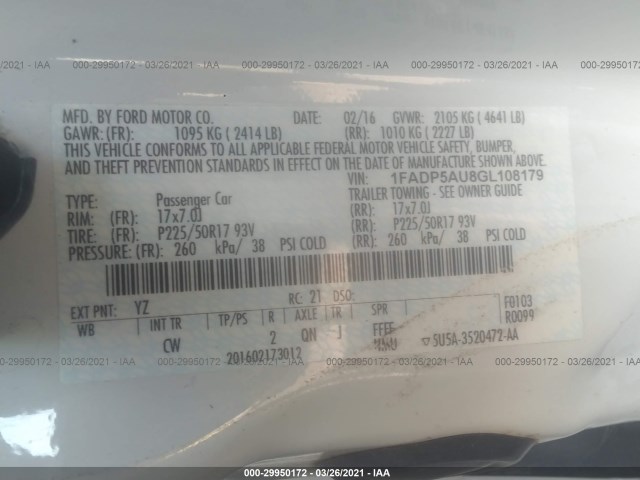 000-29950172 - 03/26/2021 - IAA
MFD. BY FORD MOTOR CO. DATE: 02/16 GVWR: 2105 KG ( 4641 LB)
GAWR: (FR): 1095 KG ( 2414 LB) (RR): 1010 KG ( 2227 LB)
THIS VEHICLE CONFORMS TO ALL APPLICABLE FEDERAL MOTOR VEHICLE SAFETY, BUMPER,
AND THEFT PREVENTION STANDARDS IN EFFECT ON THE DATE OF MANUFACTURE SHOWN ABOVE.
VIN: 1FADP5AU8GL108179
TYPE: Passenger Car TRAILER TOWING - SEE OWNER GUIDE
RIM: (FR): 17x7.0J (RR): 17x7.0J
TIRE: (FR): P225/50R17 93V (RR): P225/50R17 93V
PRESSURE: (FR): 260 kPa/ 38 PSI COLD (RR): 260 kPa/ 38 PSI COLD
EXT PNT: YZ RC: 21 DSO: F0103
WB INT TR TP/PS R AXLE TR SPR R0099
CW 2 QH J
201602173012 5U5A-3520472-AA
000-29950172 - 03/26/2021 - IAA